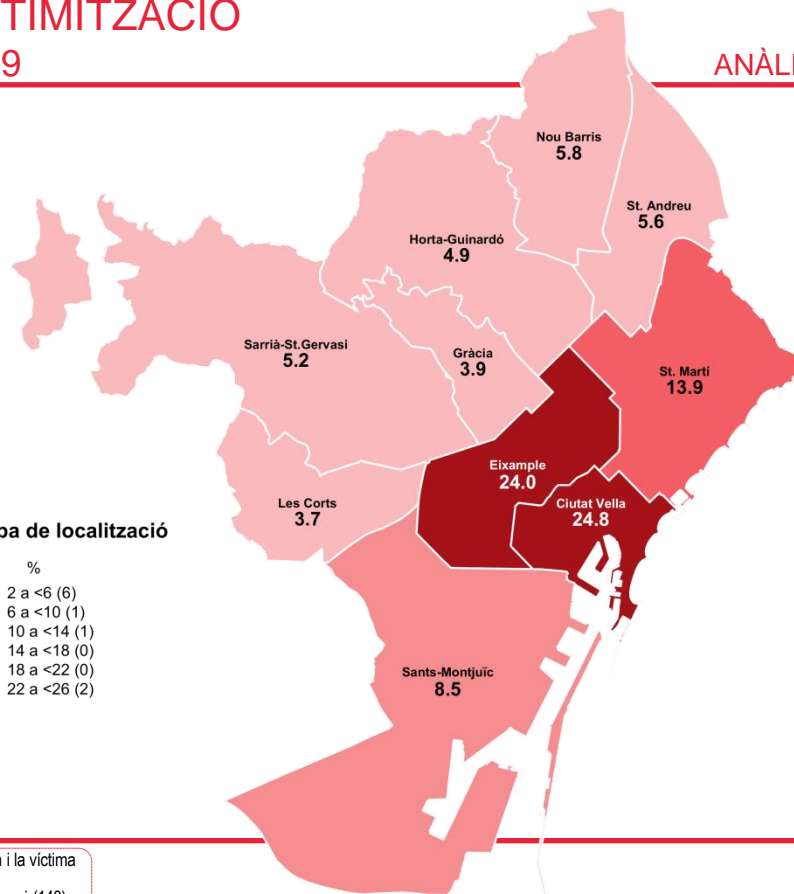 TIMITZACIÓ
9
ANÀLI
Nou Barris
5.8
St. Andreu
5.6
Horta-Guinardó
4.9
Sarrià-St.Gervasi
5.2
Gràcia
3.9
St. Martí
13.9
Eixample
24.0
Ciutat Vella
24.8
Les Corts
3.7
pa de localització
%
2 a <6 (6)
6 a <10 (1)
10 a <14 (1)
14 a <18 (0)
18 a <22 (0)
22 a <26 (2)
Sants-Montjuïc
8.5
i la víctima